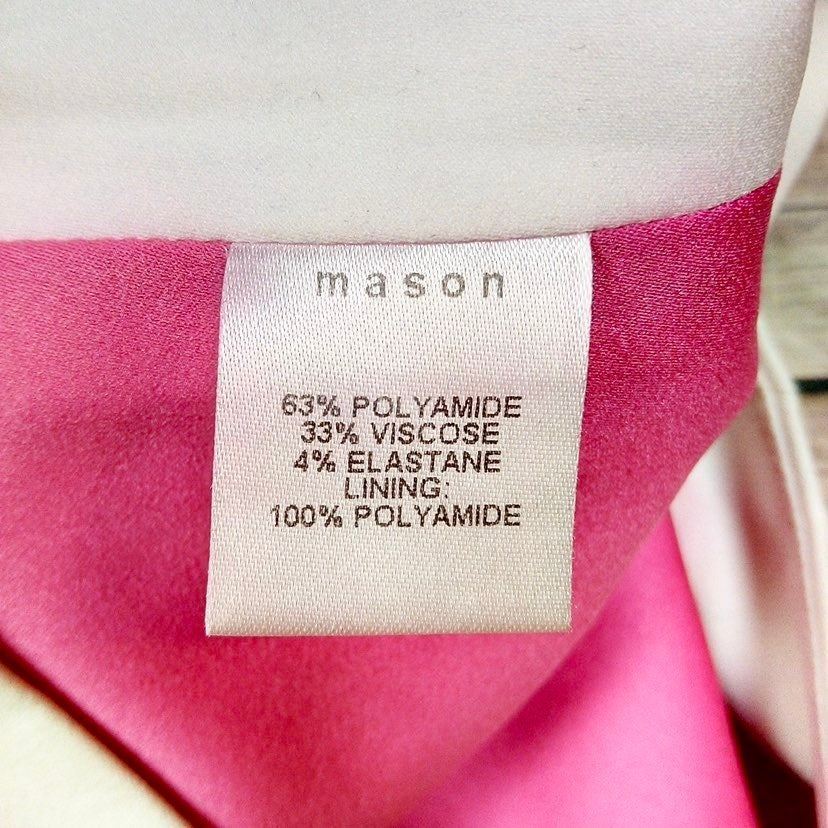 mason
63% POLYAMIDE
33% VISCOSE
4% ELASTANE
LINING:
100% POLYAMIDE